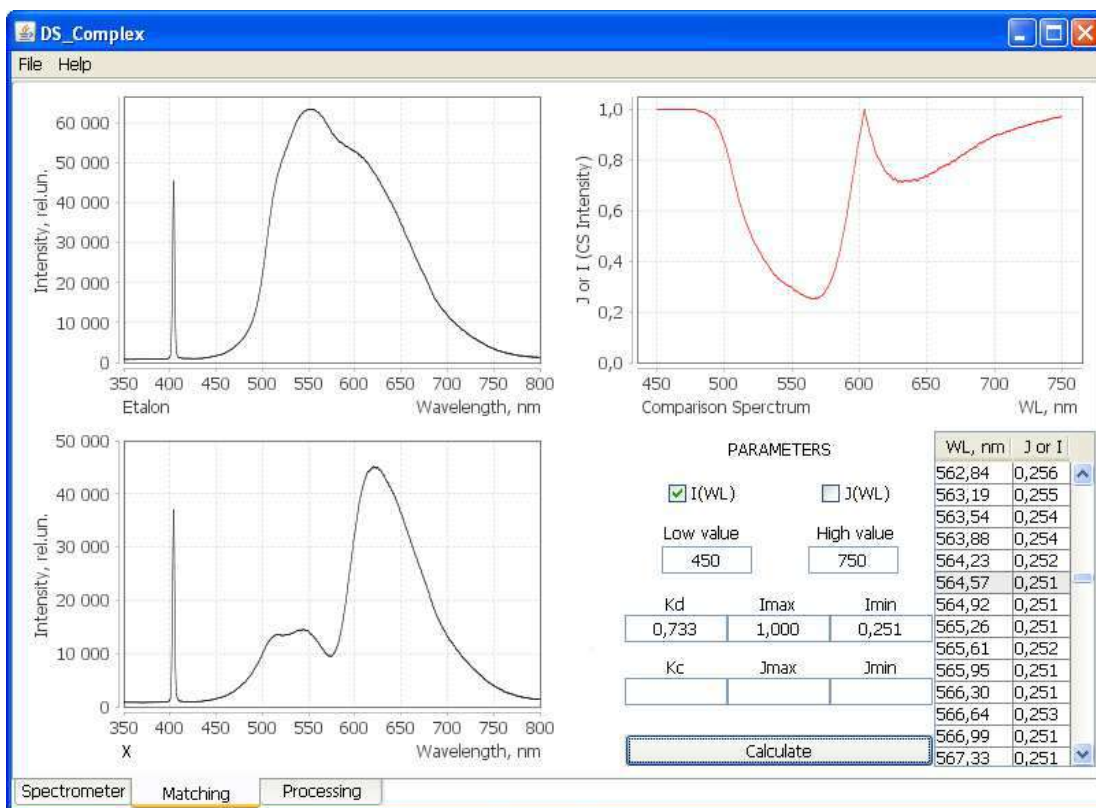 DS_Complex
File Help
60 000
50 000
40 000
30 000
20 000
10 000
0
Intensity, rel.un.
350 400 450 500 550 600 650 700 750 800
Etalon Wavelength, nm
1,0
0,8
0,6
0,4
0,2
0,0
J or I (CS Intensity)
450 500 550 600 650 700 750
Comparison Sperctrum WL, nm
50 000
40 000
30 000
20 000
10 000
0
Intensity, rel.un.
350 400 450 500 550 600 650 700 750 800
X Wavelength, nm
PARAMETERS
I(WL) J(WL)
Low value High value
450 750
Kd Imax Imin
0,733 1,000 0,251
Kc Jmax Jmin
Calculate
WL, nm J or I
562,84 0,256
563,19 0,255
563,54 0,254
563,88 0,254
564,23 0,252
564,57 0,251
564,92 0,251
565,26 0,251
565,61 0,252
565,95 0,251
566,30 0,251
566,64 0,253
566,99 0,251
567,33 0,251
Spectrometer Matching Processing